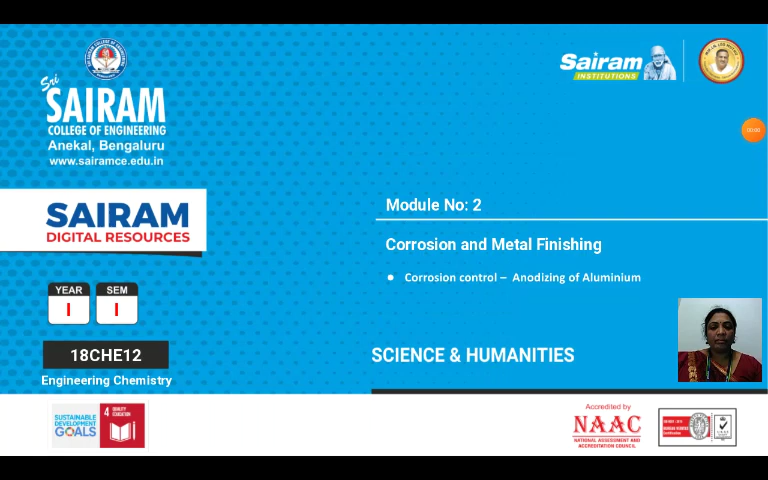 Sri
SAIRAM
COLLEGE OF ENGINEERING
Anekal, Bengaluru
www.sairamce.edu.in
Sairam
INSTITUTIONS
00:00
SAIRAM
DIGITAL RESOURCES
Module No: 2
Corrosion and Metal Finishing
Corrosion control – Anodizing of Aluminium
YEAR
I
SEM
I
18CHE12
Engineering Chemistry
SCIENCE & HUMANITIES
SUSTAINABLE
DEVELOPMENT
GOALS
4 QUALITY
EDUCATION
Accredited by
NAAC
NATIONAL ASSESSMENT AND
ACCREDITATION COUNCIL